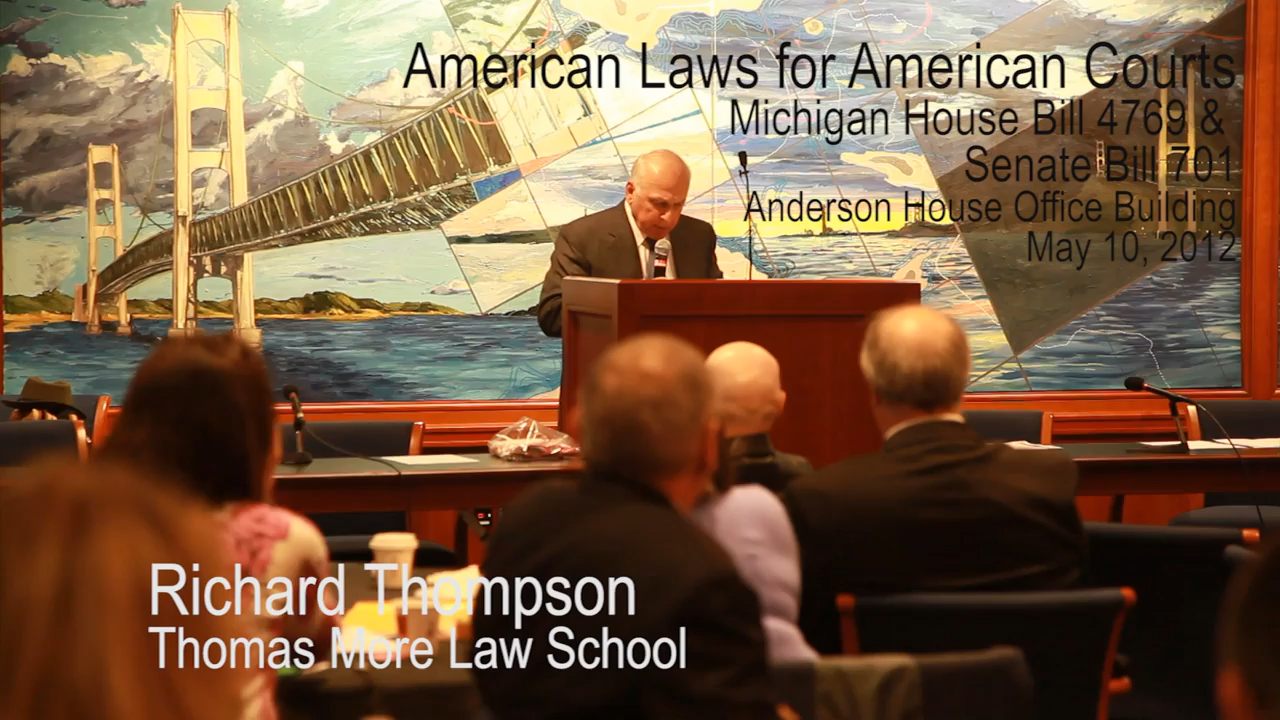 American Laws for American Courts
Michigan House Bill 4769 &
Senate Bill 701
Anderson House Office Building
May 10, 2012
Richard Thompson
Thomas More Law School